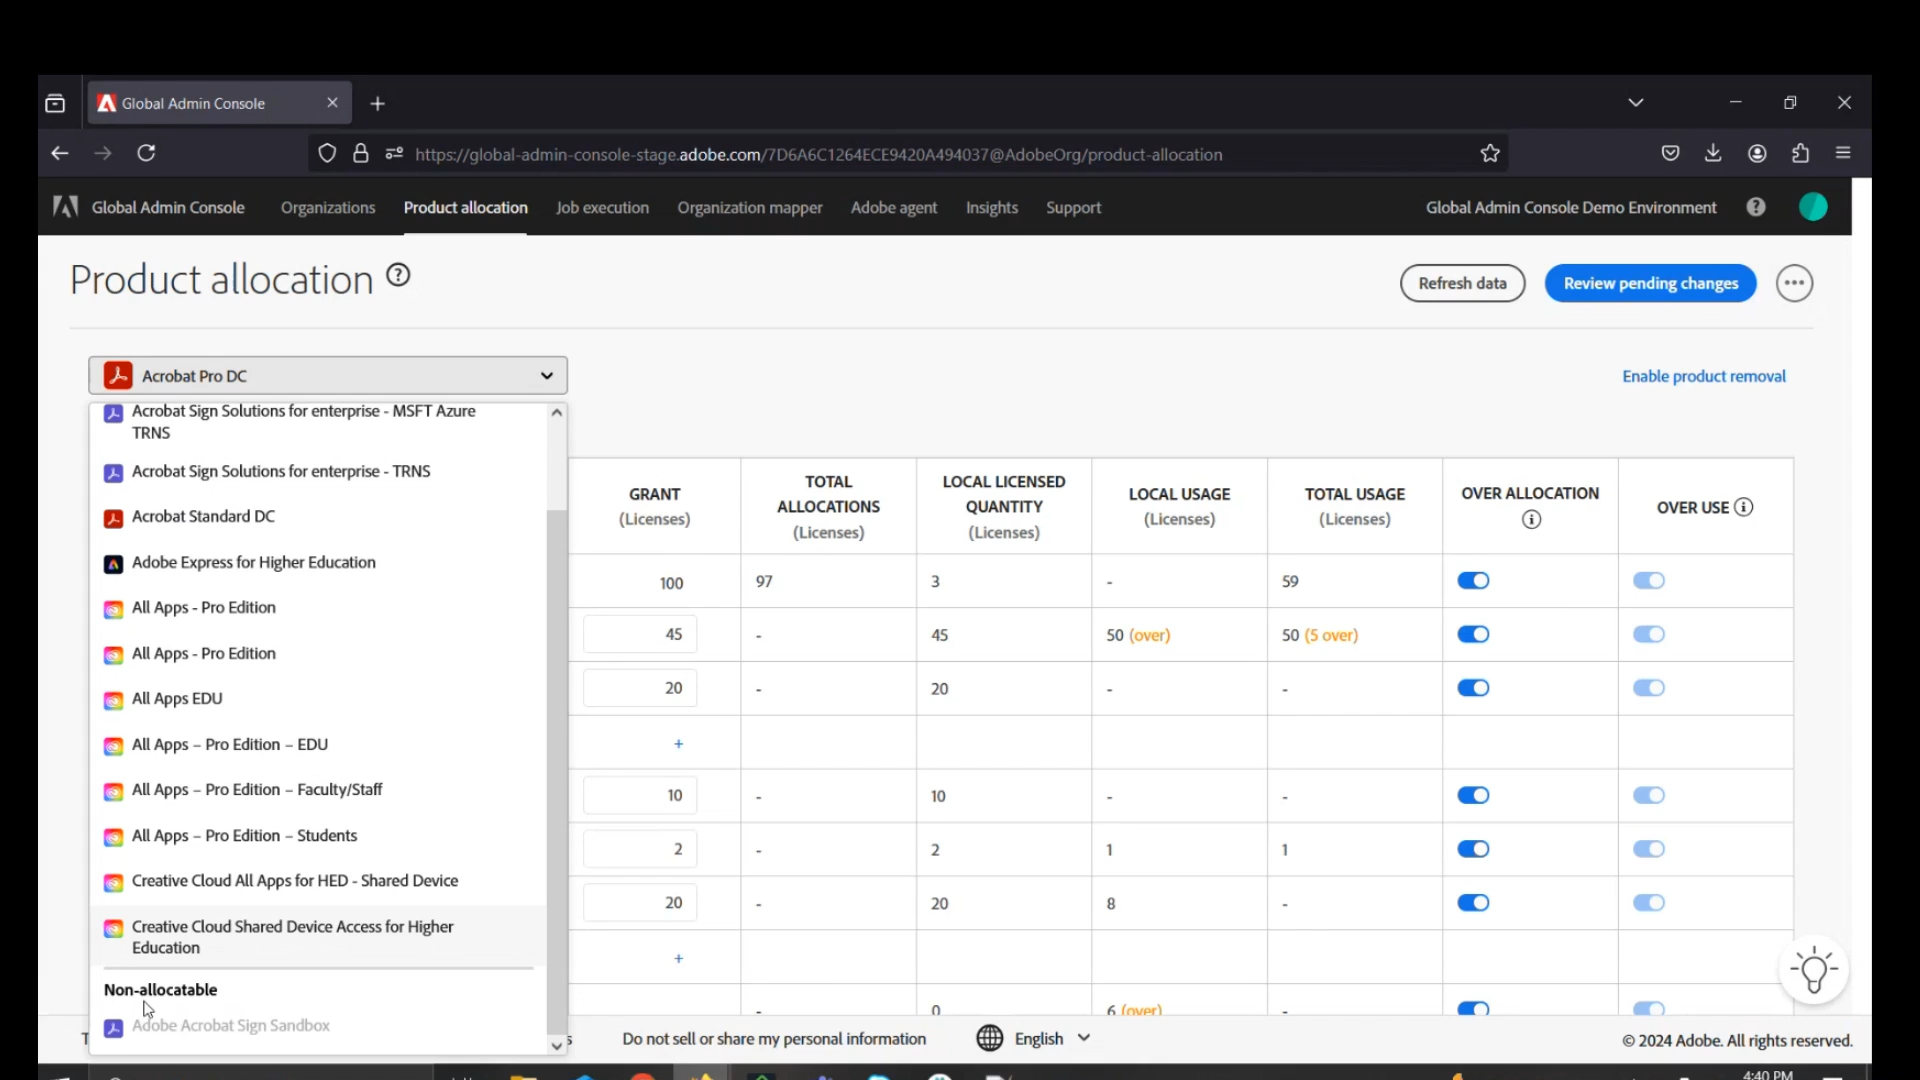 Global Admin Console
https://global-admin-console-stage.adobe.com/7D6A6C1264ECE9420A494037@AdobeOrg/product-allocation
Global Admin Console Organizations Product allocation Job execution Organization mapper Adobe agent Insights Support Global Admin Console Demo Environment
Product allocation
Refresh data Review pending changes
Acrobat Pro DC
Enable product removal
Acrobat Sign Solutions for enterprise - MSFT Azure
TRNS
Acrobat Sign Solutions for enterprise - TRNS
Acrobat Standard DC
Adobe Express for Higher Education
All Apps - Pro Edition
All Apps - Pro Edition
All Apps EDU
All Apps – Pro Edition – EDU
All Apps – Pro Edition – Faculty/Staff
All Apps – Pro Edition – Students
Creative Cloud All Apps for HED - Shared Device
Creative Cloud Shared Device Access for Higher
Education
Non-allocatable
Adobe Acrobat Sign Sandbox
GRANT
(Licenses)
TOTAL
ALLOCATIONS
(Licenses)
LOCAL LICENSED
QUANTITY
(Licenses)
LOCAL USAGE
(Licenses)
TOTAL USAGE
(Licenses)
OVER ALLOCATION
OVER USE
100 97 3 - 59
45 - 45 50 (over) 50 (5 over)
20 - 20 - -
+
10 - 10 - -
2 - 2 1 1
20 - 20 8 -
+
- 0 6 (over)
Do not sell or share my personal information English © 2024 Adobe. All rights reserved.
4:40 PM